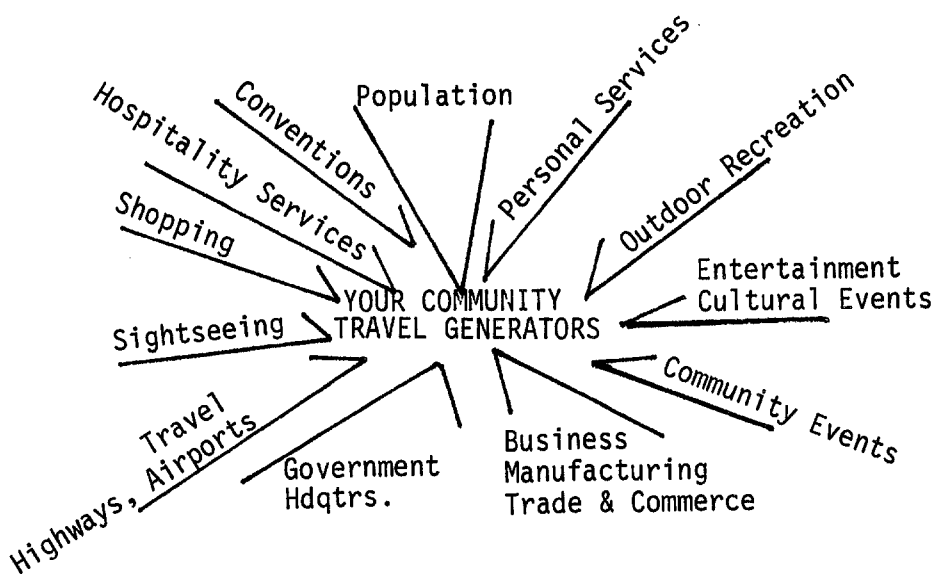 Population
Conventions
Hospitality Services
Shopping
Sightseeing
Travel
Highways, Airports
Government
Hdqtrs.
Business
Manufacturing
Trade & Commerce
Community Events
Entertainment
Cultural Events
Outdoor Recreation
Personal Services
YOUR COMMUNITY
TRAVEL GENERATORS